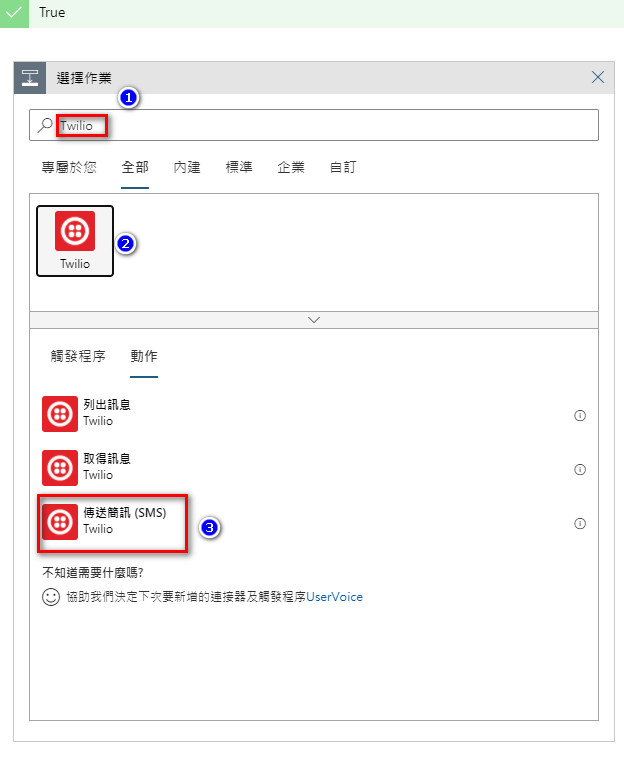 True
選擇作業
1
Twilio
專屬於您 全部 內建 標準 企業 自訂
Twilio
2
觸發程序 動作
列出訊息
Twilio
取得訊息
Twilio
傳送簡訊 (SMS)
Twilio
3
不知道需要什麼嗎?
協助我們決定下次要新增的連接器及觸發程序UserVoice